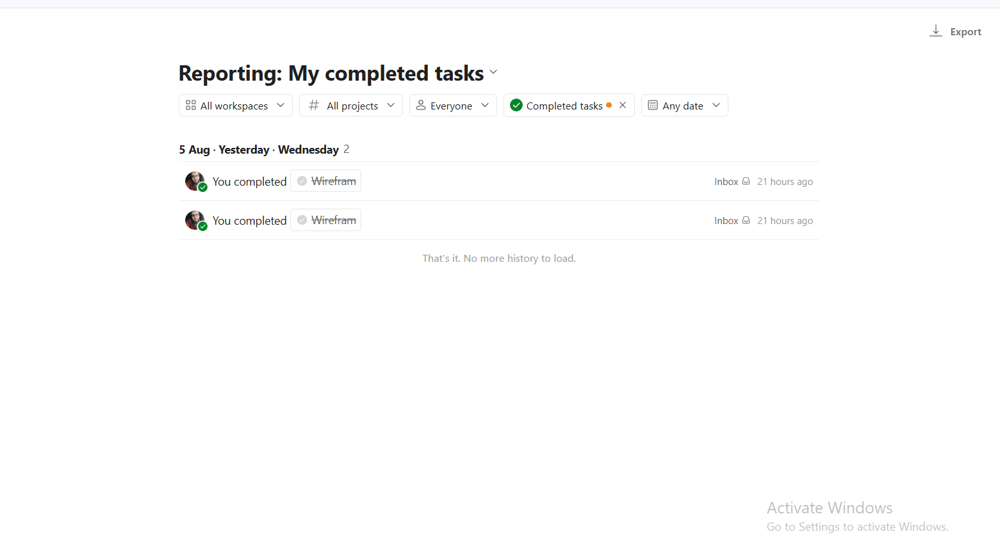 Export
Reporting: My completed tasks
All workspaces # All projects Everyone Completed tasks Any date
5 Aug · Yesterday · Wednesday 2
You completed Wirefram Inbox 21 hours ago
You completed Wirefram Inbox 21 hours ago
That's it. No more history to load.
Activate Windows
Go to Settings to activate Windows.